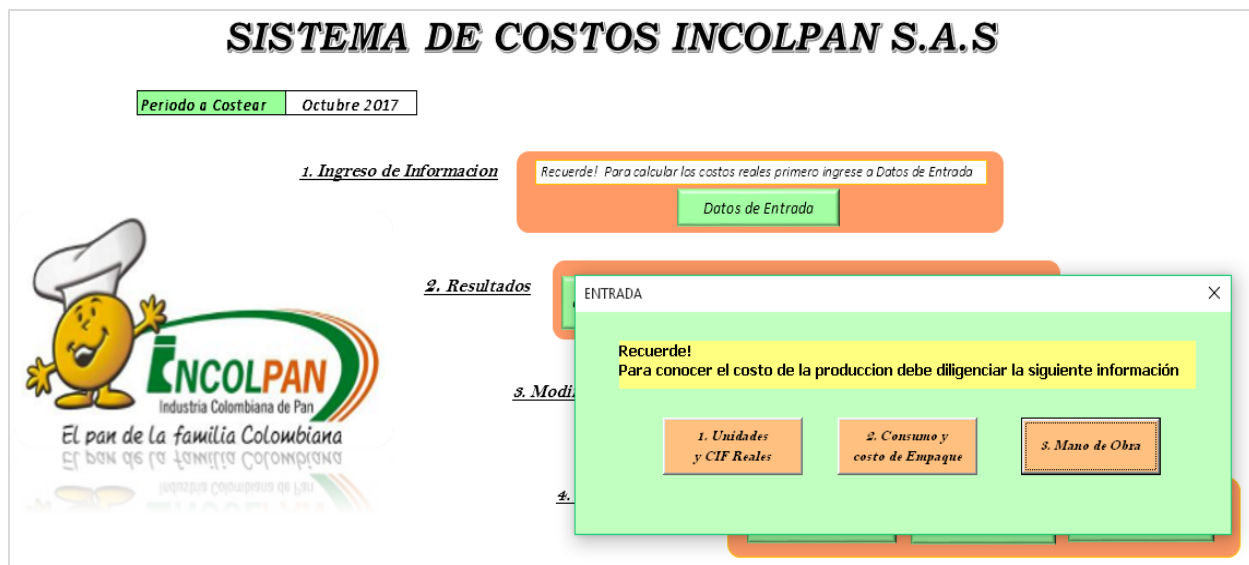 SISTEMA DE COSTOS INCOLPAN S.A.S
Periodo a Costear Octubre 2017
1. Ingreso de Informacion
Recuerde! Para calcular los costos reales primero ingrese a Datos de Entrada
Datos de Entrada
2. Resultados
ENTRADA
Recuerde!
Para conocer el costo de la produccion debe diligenciar la siguiente información
1. Unidades
y CIF Reales
2. Consumo y
costo de Empaque
3. Mano de Obra
3. Modi
4.
INCOLPAN
Industria Colombiana de Pan
El pan de la familia Colombiana